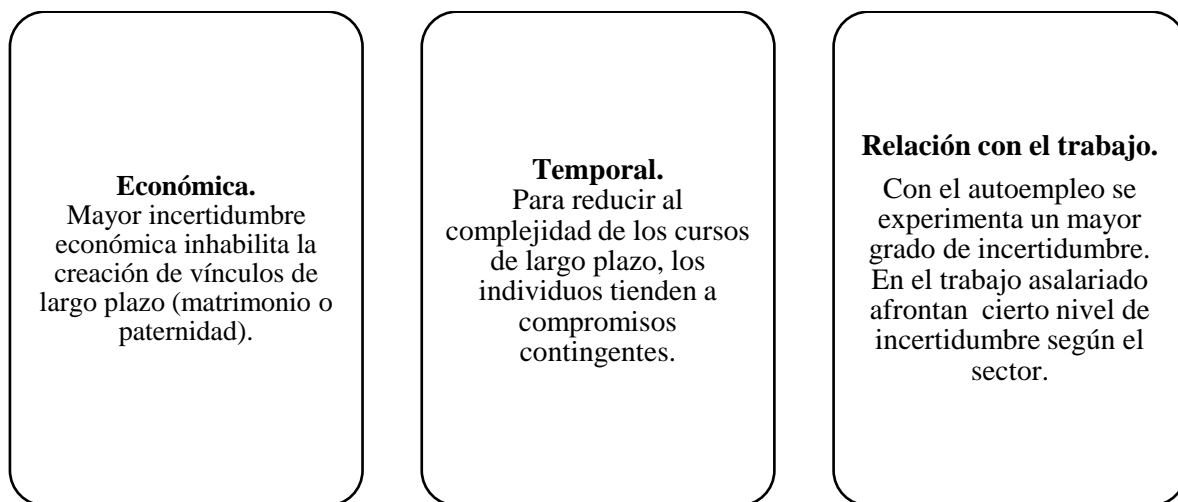 Económica.
Mayor incertidumbre
económica inhabilita la
creación de vínculos de
largo plazo (matrimonio o
paternidad).
Temporal.
Para reducir al
complejidad de los cursos
de largo plazo, los
individuos tienden a
compromisos
contingentes.
Relación con el trabajo.
Con el autoempleo se
experimenta un mayor
grado de incertidumbre.
En el trabajo asalariado
afrontan cierto nivel de
incertidumbre según el
sector.